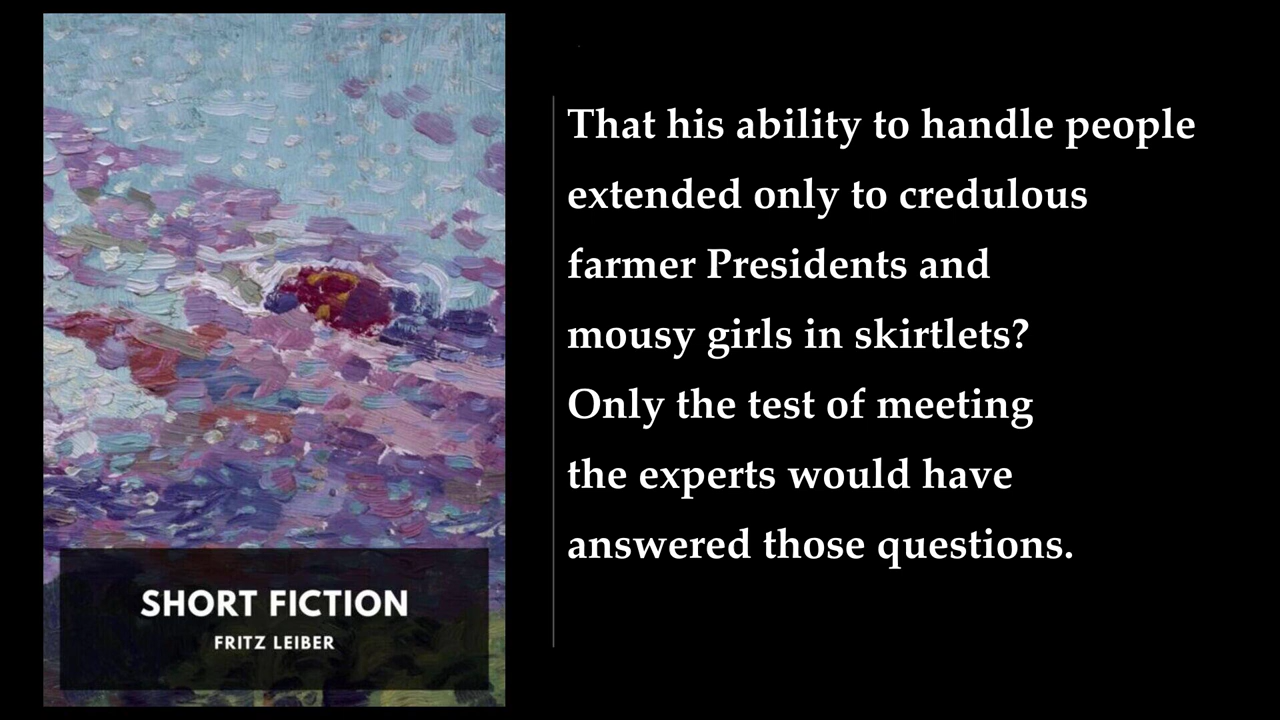 That his ability to handle people
extended only to credulous
farmer Presidents and
mousy girls in skirtlets?
Only the test of meeting
the experts would have
answered those questions.
SHORT FICTION
FRITZ LEIBER